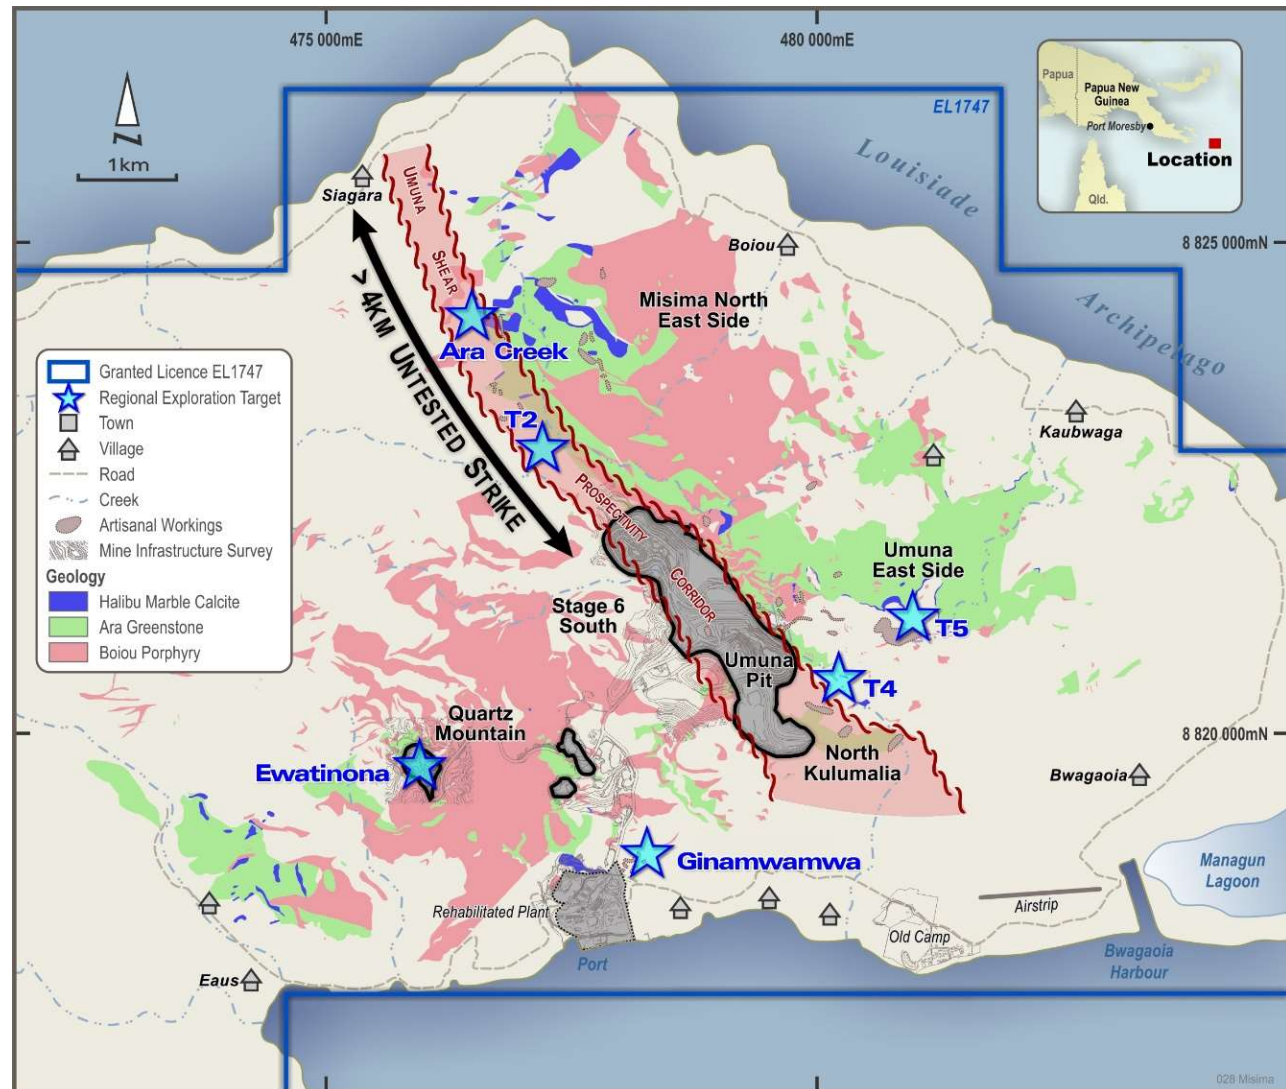 475 000mE
480 000mE
EL1747
Papua
Papua New
Guinea
Port Moresby
Location
Qld.
N
1km
Siagara
UMUNA
SHEAR
Louisiade
Archipelago
8 825 000mN
Boiou
Misima North
East Side
Ara Creek
> 4KM UNTESTED STRIKE
T2
PROSPECTIVITY
CORRIDOR
Kaubwaga
Granted Licence EL1747
Regional Exploration Target
Town
Village
Road
Creek
Artisanal Workings
Mine Infrastructure Survey
Geology
Halibu Marble Calcite
Ara Greenstone
Boiou Porphyry
Umuna
East Side
T5
Stage 6
South
Umuna
Pit
T4
Quartz
Mountain
8 820 000mN
Ewatinona
North
Kulumalia
Bwagaoia
Ginamwamwa
Managun
Lagoon
Rehabilitated Plant
Airstrip
Old Camp
Port
Bwagaoia
Harbour
Eaus
028 Misima